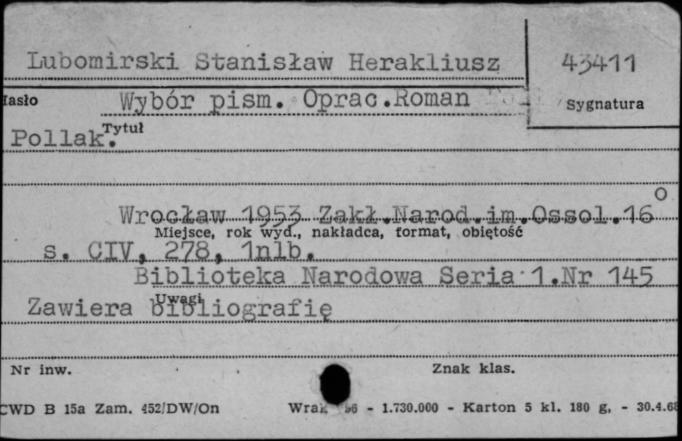 Lubomirski Stanisław Herakliusz 43411
Hasło Wybór pism. Oprac.Roman Sygnatura
Pollak. Tytuł
Wrocław 1953 Zakł.Narod.im.Ossol.16°
Miejsce, rok wyd., nakładca, format, objętość
s. CIV, 278, 1nlb.
Biblioteka Narodowa Seria 1.Nr 145
Uwagi
Zawiera bibliografię
Nr inw. Znak klas.
CWD B 15a Zam. 452/DW/On - 1.730.000 - Karton 5 kl. 180 g, - 30.4.68